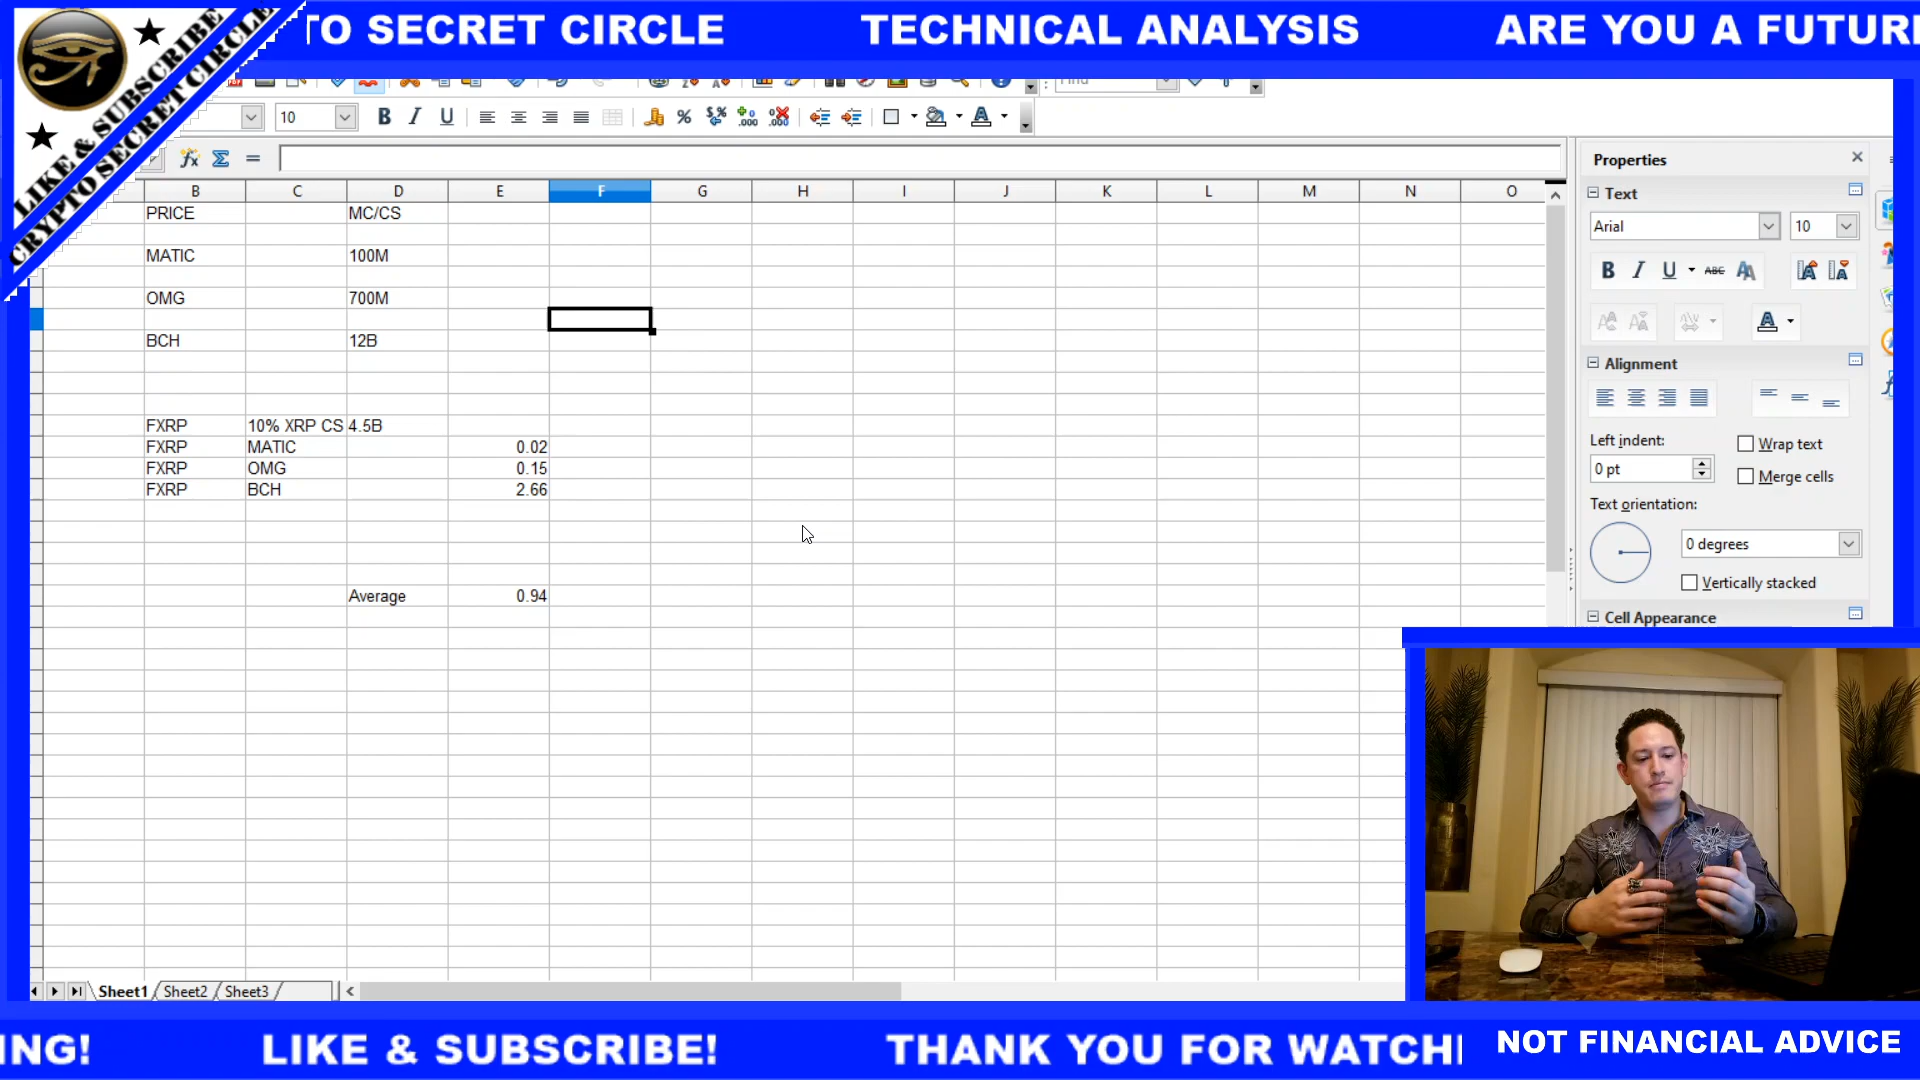 TO SECRET CIRCLE TECHNICAL ANALYSIS ARE YOU A FUTUR
LIKE & SUBSCRIBE
CRYPTO SECRET CIRCLE
Find
10
B I U
fx Σ =
B C D E F G H I J K L M N O
PRICE MC/CS
MATIC 100M
OMG 700M
BCH 12B
FXRP 10% XRP CS 4.5B
FXRP MATIC 0.02
FXRP OMG 0.15
FXRP BCH 2.66
Average 0.94
Sheet1 Sheet2 Sheet3
Properties
Text
Arial 10
B I U ABC
Alignment
Left indent:
Wrap text
0 pt
Merge cells
Text orientation:
0 degrees
Vertically stacked
Cell Appearance
ING! LIKE & SUBSCRIBE! THANK YOU FOR WATCHI
NOT FINANCIAL ADVICE